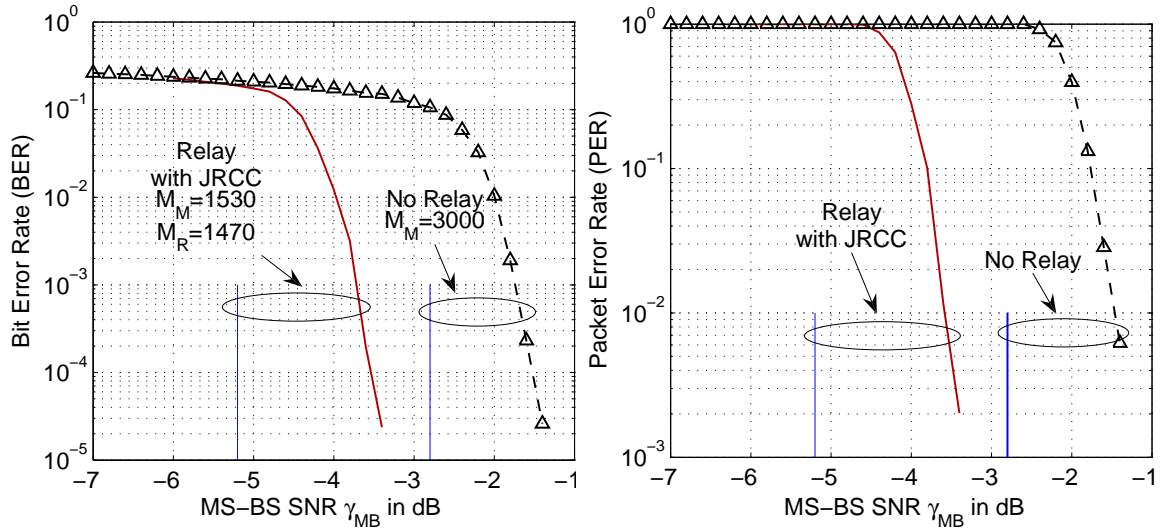 10^0
10^-1
10^-2
10^-3
10^-4
10^-5
Bit Error Rate (BER)
Relay
with JRCC
M_M=1530
M_R=1470
No Relay
M_M=3000
−7 −6 −5 −4 −3 −2 −1
MS−BS SNR γ_MB in dB
10^0
10^-1
10^-2
10^-3
Packet Error Rate (PER)
Relay
with JRCC
No Relay
−7 −6 −5 −4 −3 −2 −1
MS−BS SNR γ_MB in dB